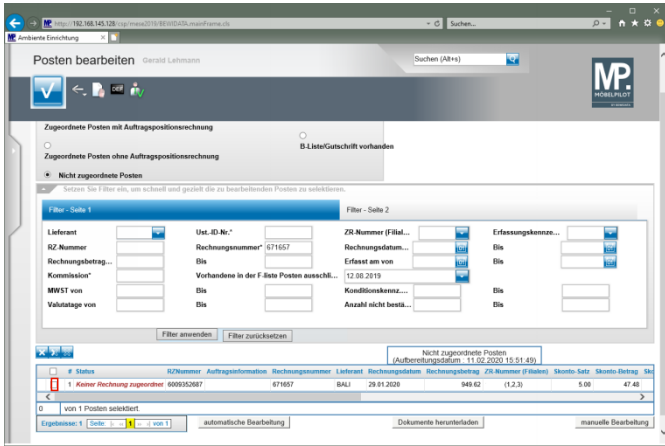 http://192.168.145.128/csp/mexe2019/BEWIDATA.mainFrame.cls
Suchen...
Ambiente Einrichtung
Posten bearbeiten Gerald Lehmann
Suchen (Alt+s)
MP.
MÖBELPILOT
Zugeordnete Posten mit Auftragspositionsrechnung
B-Liste/Gutschrift vorhanden
Zugeordnete Posten ohne Auftragspositionsrechnung
Nicht zugeordnete Posten
Setzen Sie Filter ein, um schnell und gezielt die zu bearbeitenden Posten zu selektieren.
Filter - Seite 1 Filter - Seite 2
Lieferant Ust.-ID-Nr.* ZR-Nummer (Filial... Erfassungskennze...
RZ-Nummer Rechnungsnummer* 671657 Rechnungsdatum... Bis
Rechnungsbetrag... Bis Erfasst am von Bis
Kommission* Vorhandene in der F-liste Posten ausschli... 12.08.2019
MWST von Bis Konditionskennz.... Bis
Valutatage von Bis Anzahl nicht bestä... Bis
Filter anwenden Filter zurücksetzen
Nicht zugeordnete Posten
(Aufbereitungsdatum : 11.02.2020 15:51:49)
# Status RZNummer Auftragsinformation Rechnungsnummer Lieferant Rechnungsdatum Rechnungsbetrag ZR-Nummer (Filialen) Skonto-Satz Skonto-Betrag Sko
1 Keiner Rechnung zugeordnet 6009352687 671657 BALI 29.01.2020 949.62 (1,2,3) 5.00 47.48
0 von 1 Posten selektiert
Ergebnisse: 1 Seite 1 von 1 automatische Bearbeitung Dokumente herunterladen manuelle Bearbeitung